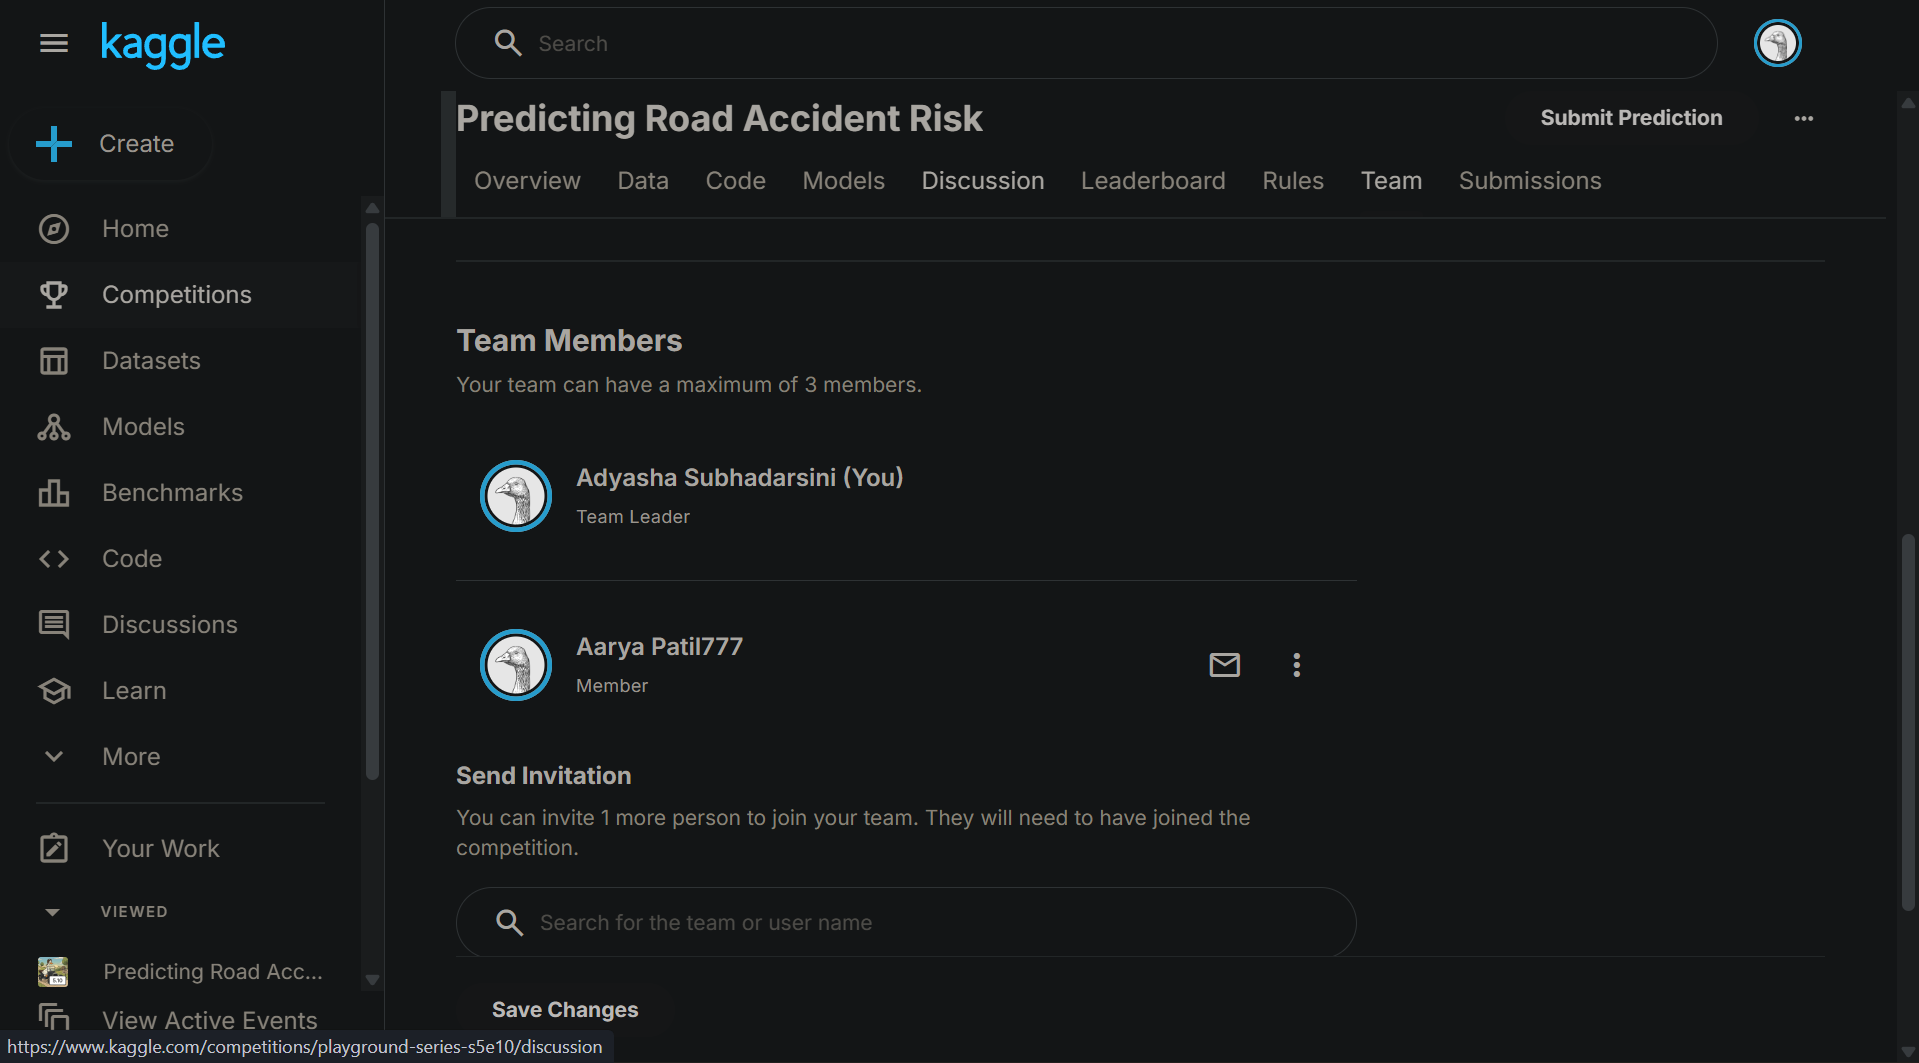 kaggle
Search
Create
Predicting Road Accident Risk
Submit Prediction
Overview Data Code Models Discussion Leaderboard Rules Team Submissions
Home
Competitions
Datasets
Models
Benchmarks
Code
Discussions
Learn
More
Your Work
VIEWED
Predicting Road Acc...
View Active Events
Team Members
Your team can have a maximum of 3 members.
Adyasha Subhadarsini (You)
Team Leader
Aarya Patil777
Member
Send Invitation
You can invite 1 more person to join your team. They will need to have joined the
competition.
Search for the team or user name
Save Changes
https://www.kaggle.com/competitions/playground-series-s5e10/discussion